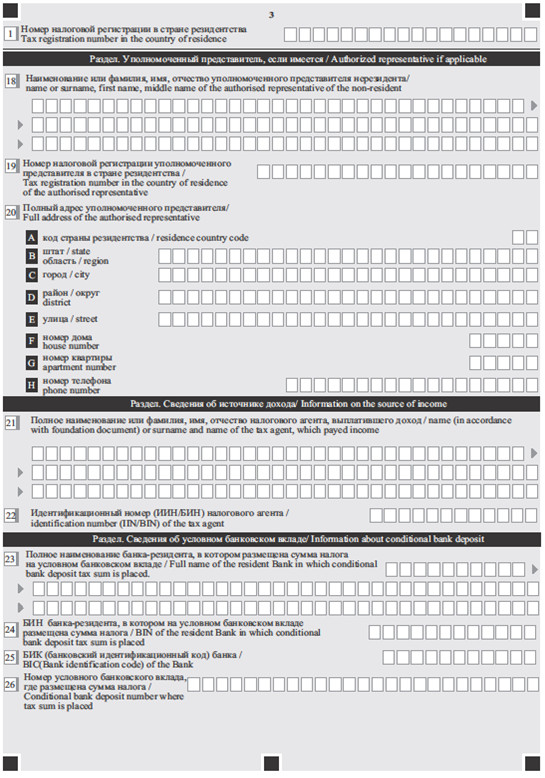 3
1
Номер налоговой регистрации в стране резидентства
Tax registration number in the country of residence
Раздел. Уполномоченный представитель, если имеется / Authorized representative if applicable
18
Наименование или фамилия, имя, отчество уполномоченного представителя нерезидента/
name or surname, first name, middle name of the authorised representative of the non-resident
19
Номер налоговой регистрации уполномоченного
представителя в стране резидентства /
Tax registration number in the country of residence
of the authorised representative
20
Полный адрес уполномоченного представителя/
Full address of the authorised representative
A код страны резидентства / residence country code
B штат / state
область / region
C город / city
D район / округ
district
E улица / street
F номер дома
house number
G номер квартиры
apartment number
H номер телефона
phone number
Раздел. Сведения об источнике дохода/ Information on the source of income
21
Полное наименование или фамилия, имя, отчество налогового агента, выплатившего доход / name (in accordance
with foundation document) or surname and name of the tax agent, which payed income
22
Идентификационный номер (ИИН/БИН) налогового агента /
identification number (IIN/BIN) of the tax agent
Раздел. Сведения об условном банковском вкладе/ Information about conditional bank deposit
23
Полное наименование банка-резидента, в котором размещена сумма налога
на условном банковском вкладе / Full name of the resident Bank in which conditional
bank deposit tax sum is placed.
24
БИН банка-резидента, в котором на условном банковском вкладе
размещена сумма налога / BIN of the resident Bank in which conditional
bank deposit tax sum is placed
25
БИК (банковский идентификационный код) банка /
BIC(Bank identification code) of the Bank
26
Номер условного банковского вклада,
где размещена сумма налога /
Conditional bank deposit number where
tax sum is placed